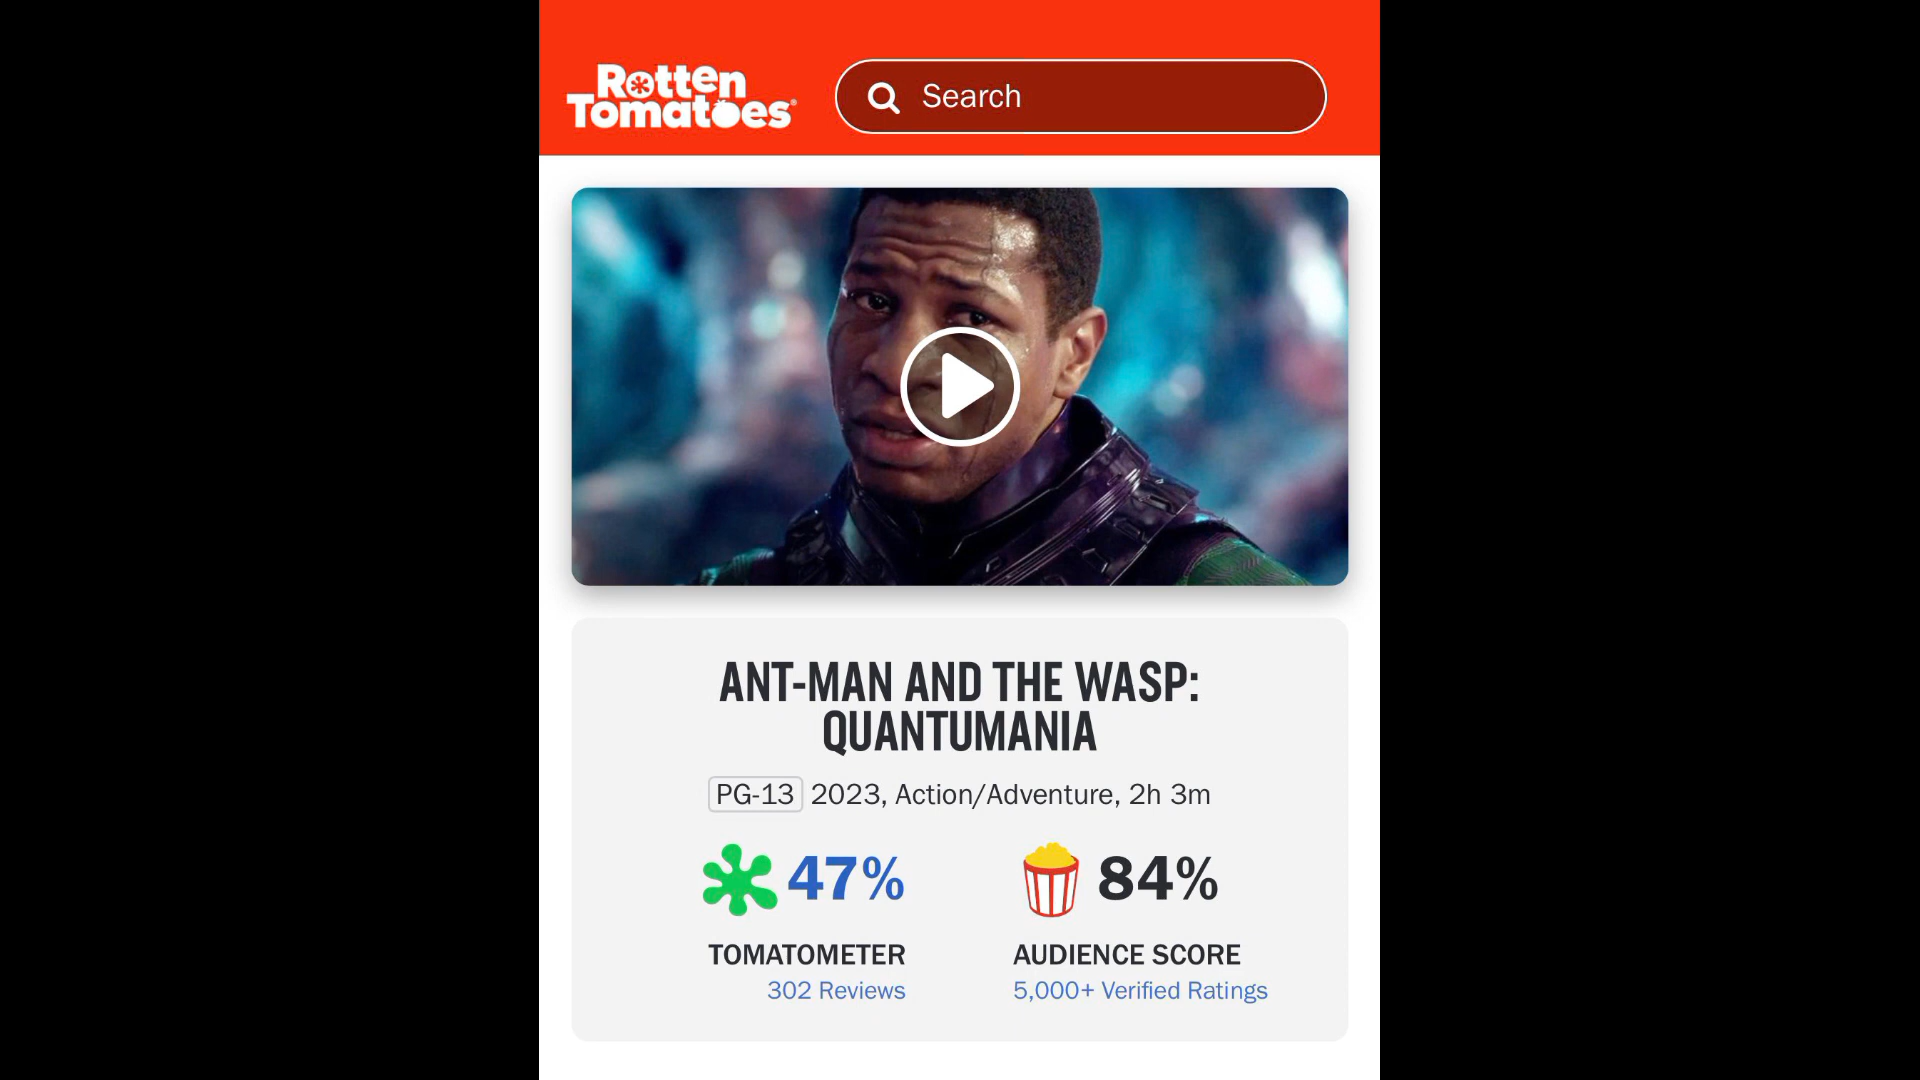 Rotten
Tomatoes®
Search
ANT-MAN AND THE WASP:
QUANTUMANIA
PG-13 2023, Action/Adventure, 2h 3m
47% 84%
TOMATOMETER AUDIENCE SCORE
302 Reviews 5,000+ Verified Ratings